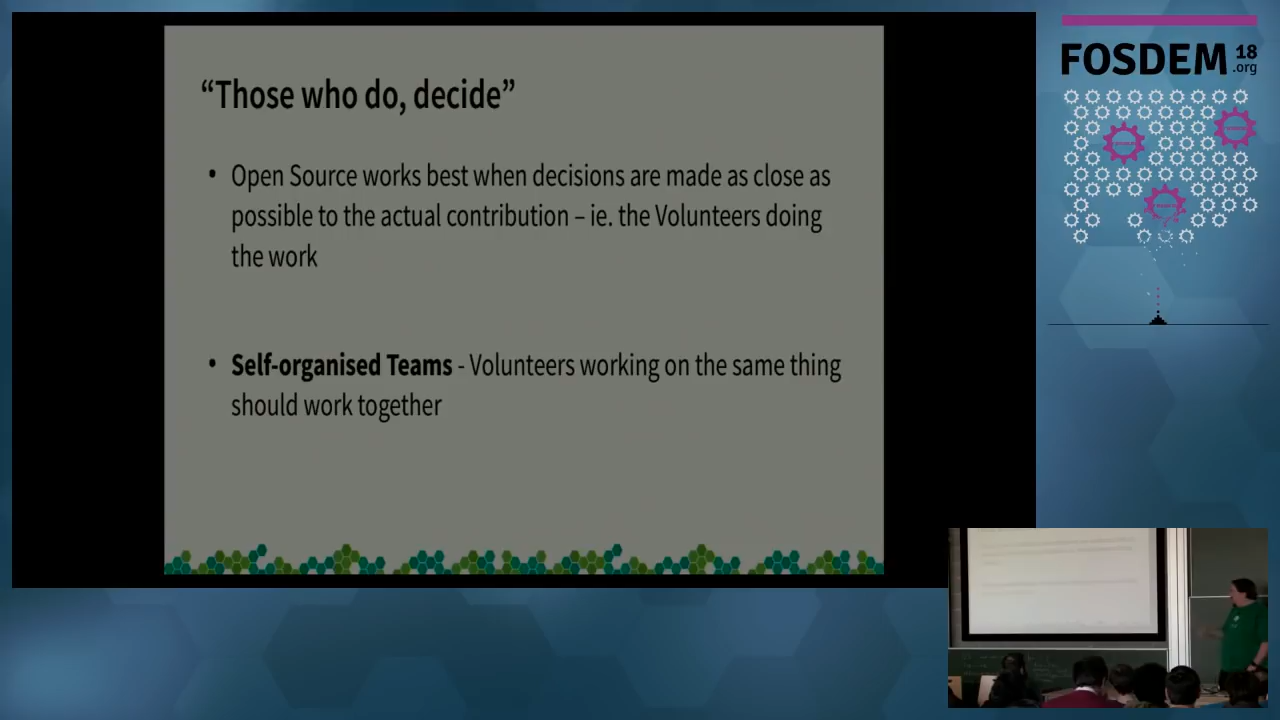 “Those who do, decide”
• Open Source works best when decisions are made as close as
possible to the actual contribution – ie. the Volunteers doing
the work
• Self-organised Teams - Volunteers working on the same thing
should work together
FOSDEM 18
.org